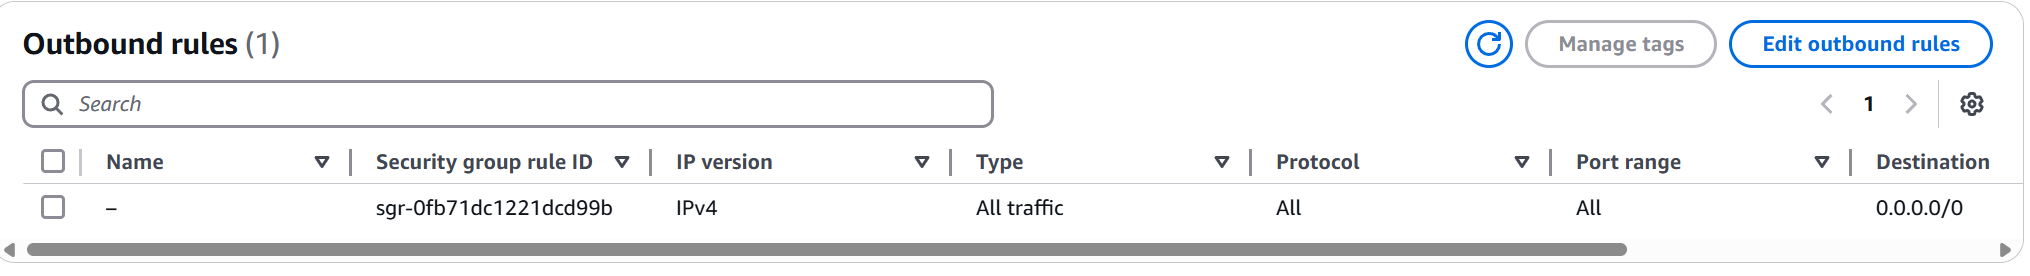 Outbound rules (1)
Manage tags
Edit outbound rules
Search
1
Name Security group rule ID IP version Type Protocol Port range Destination
– sgr-0fb71dc1221dcd99b IPv4 All traffic All All 0.0.0.0/0